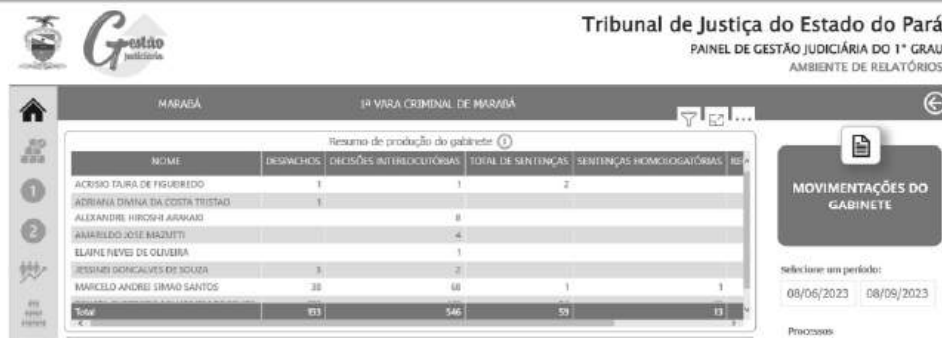 Gestão
judiciária
Tribunal de Justiça do Estado do Pará
PAINEL DE GESTÃO JUDICIÁRIA DO 1º GRAU
AMBIENTE DE RELATÓRIOS
MARABÁ 1ª VARA CRIMINAL DE MARABÁ
Resumo de produção do gabinete
NOME DESPACHOS DECISÕES INTERLOCUTÓRIAS TOTAL DE SENTENÇAS SENTENÇAS HOMOLOGATÓRIAS
ACRISIO TAJRA DE FIGUEIREDO 1 1 2
ADRIANA DIVINA DA COSTA TRISTAO 1
ALEXANDRE HIROSHI ARAKAKI 8
AMARILDO JOSE MAZUTTI 4
ELAINE NEVES DE OLIVEIRA 1
GONCALVES DE SOUZA 3 2
MARCELO ANDREI SIMAO SANTOS 38 68 1 1
Total 193 546 59 13
1
2
MOVIMENTAÇÕES DO
GABINETE
Selecione um período:
08/06/2023 08/09/2023
Processos